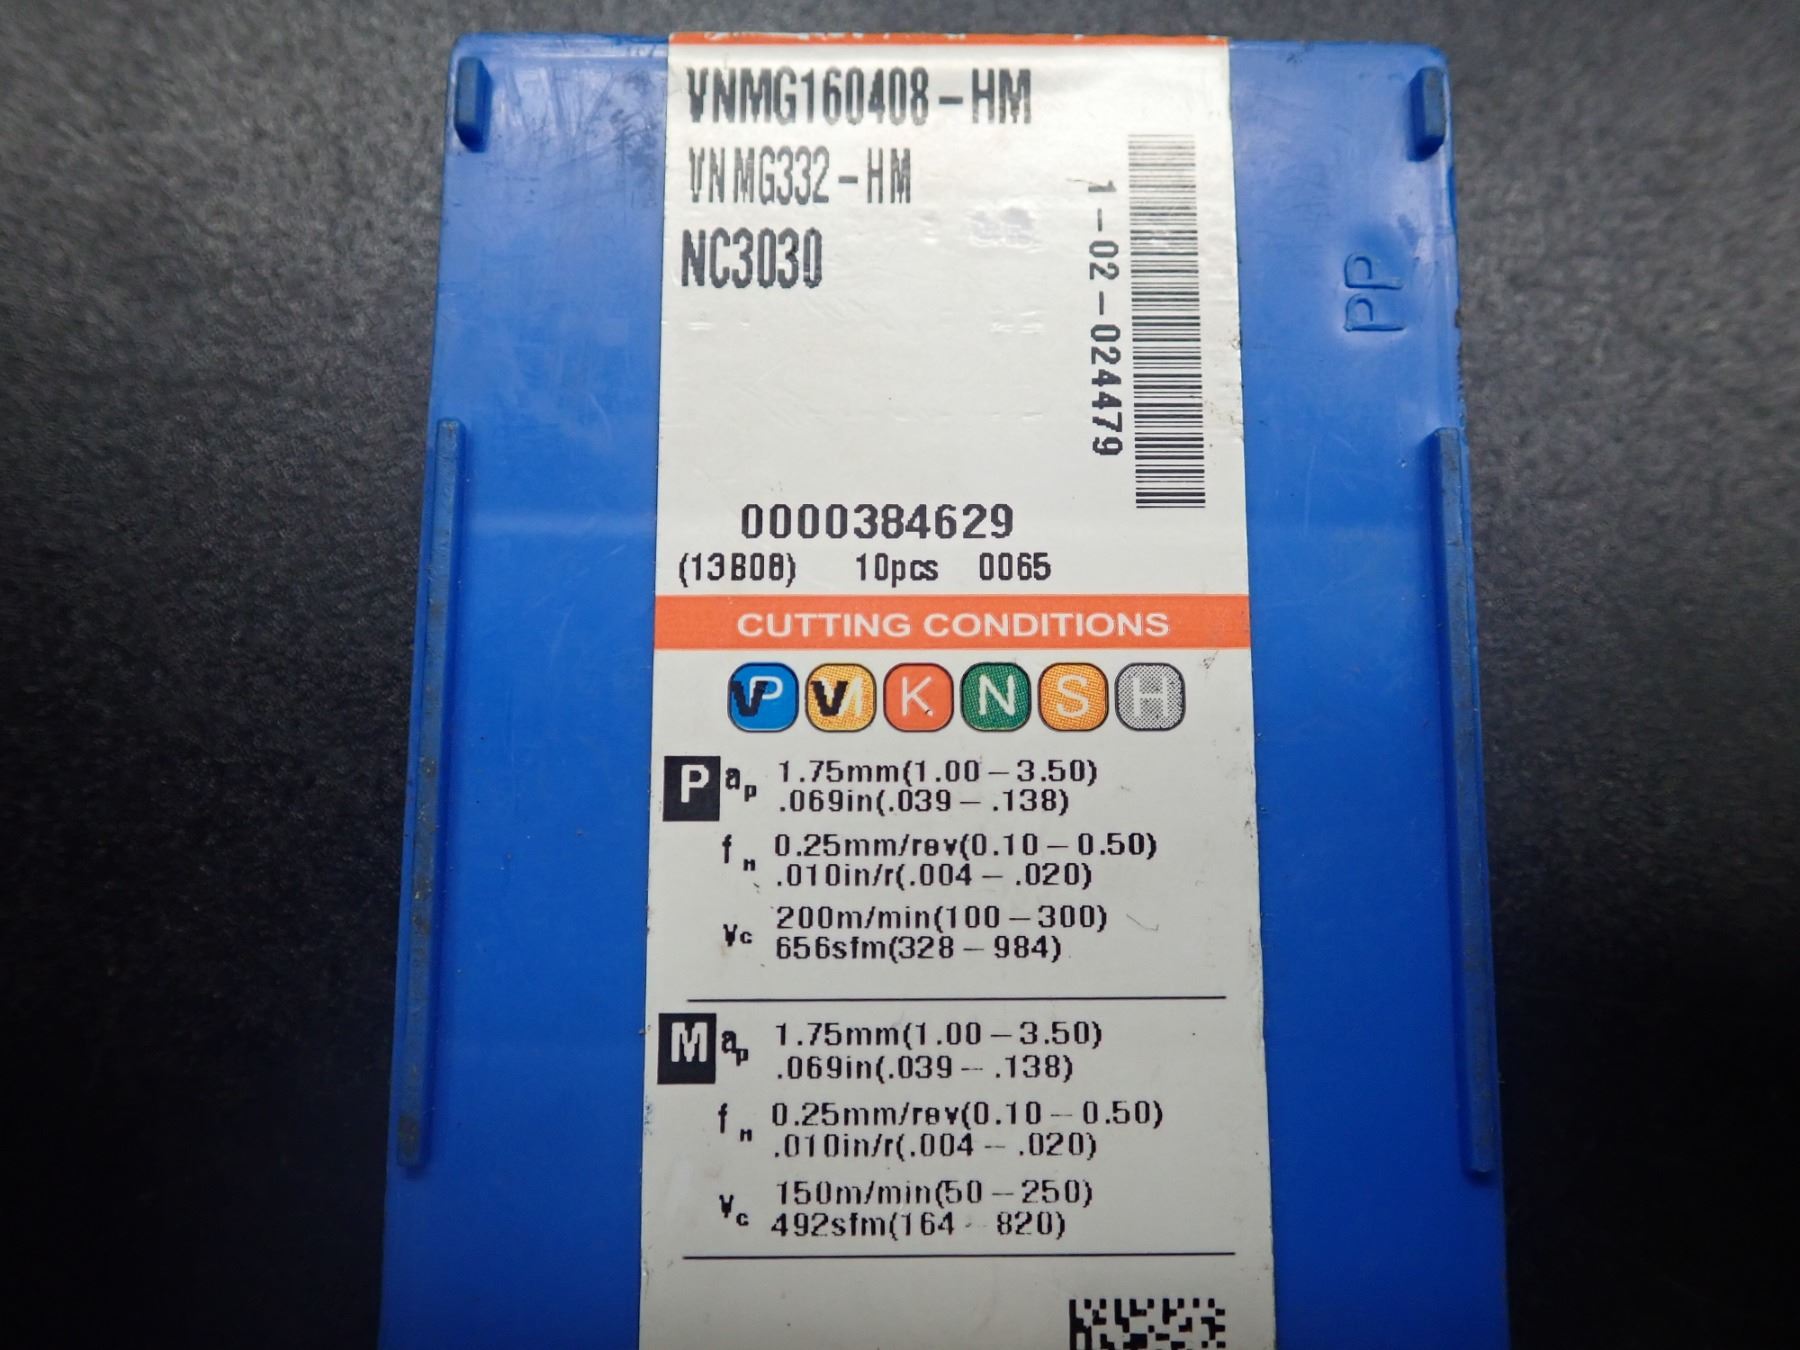 VNMG160408-HM
VNMG332-HM
NC3030
1-02-024479
PP
0000384629
(13B08) 10pcs 0065
CUTTING CONDITIONS
P M K N S H
P ap 1.75mm(1.00-3.50)
.069in(.039-.138)
fn 0.25mm/rev(0.10-0.50)
.010in/r(.004-.020)
Vc 200m/min(100-300)
656sfm(328-984)
M ap 1.75mm(1.00-3.50)
.069in(.039-.138)
fn 0.25mm/rev(0.10-0.50)
.010in/r(.004-.020)
Vc 150m/min(50-250)
492sfm(164-820)